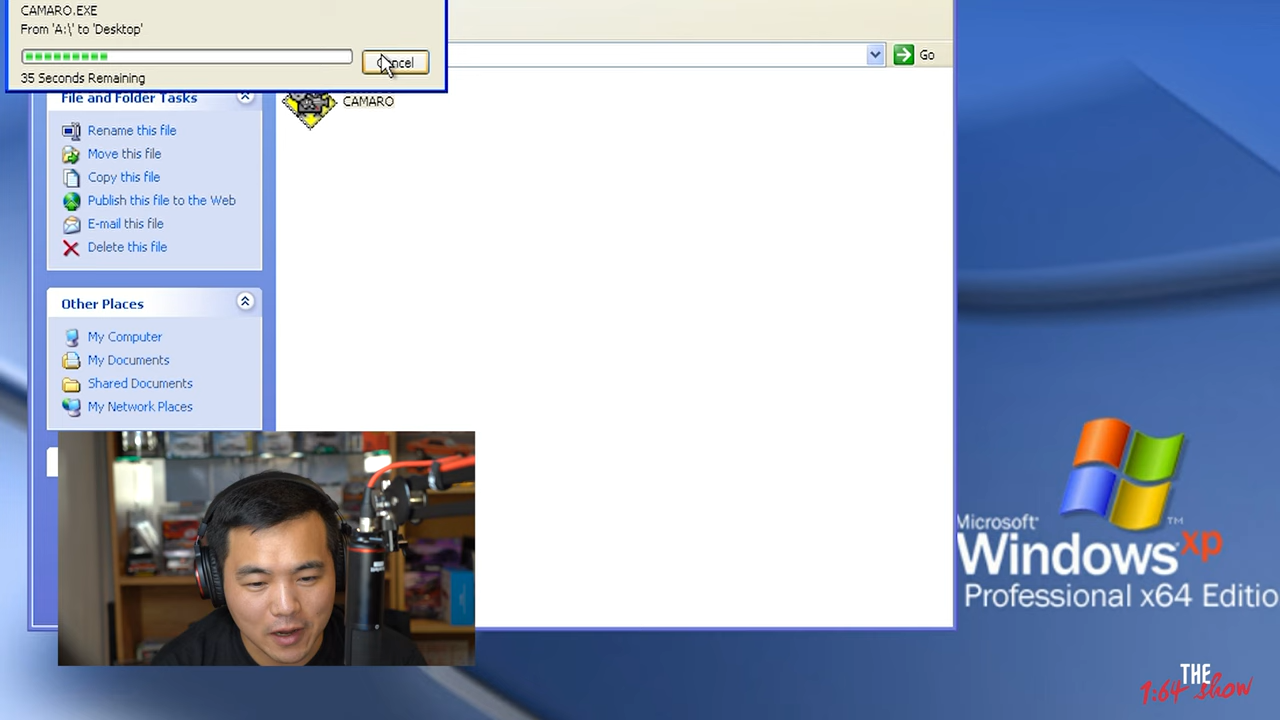 CAMARO.EXE
From 'A:\' to 'Desktop'
Cancel
35 Seconds Remaining
Go
File and Folder Tasks
CAMARO
Rename this file
Move this file
Copy this file
Publish this file to the Web
E-mail this file
Delete this file
Other Places
My Computer
My Documents
Shared Documents
My Network Places
Microsoft®
Windows xp ™
Professional x64 Editio
THE
1:64 show